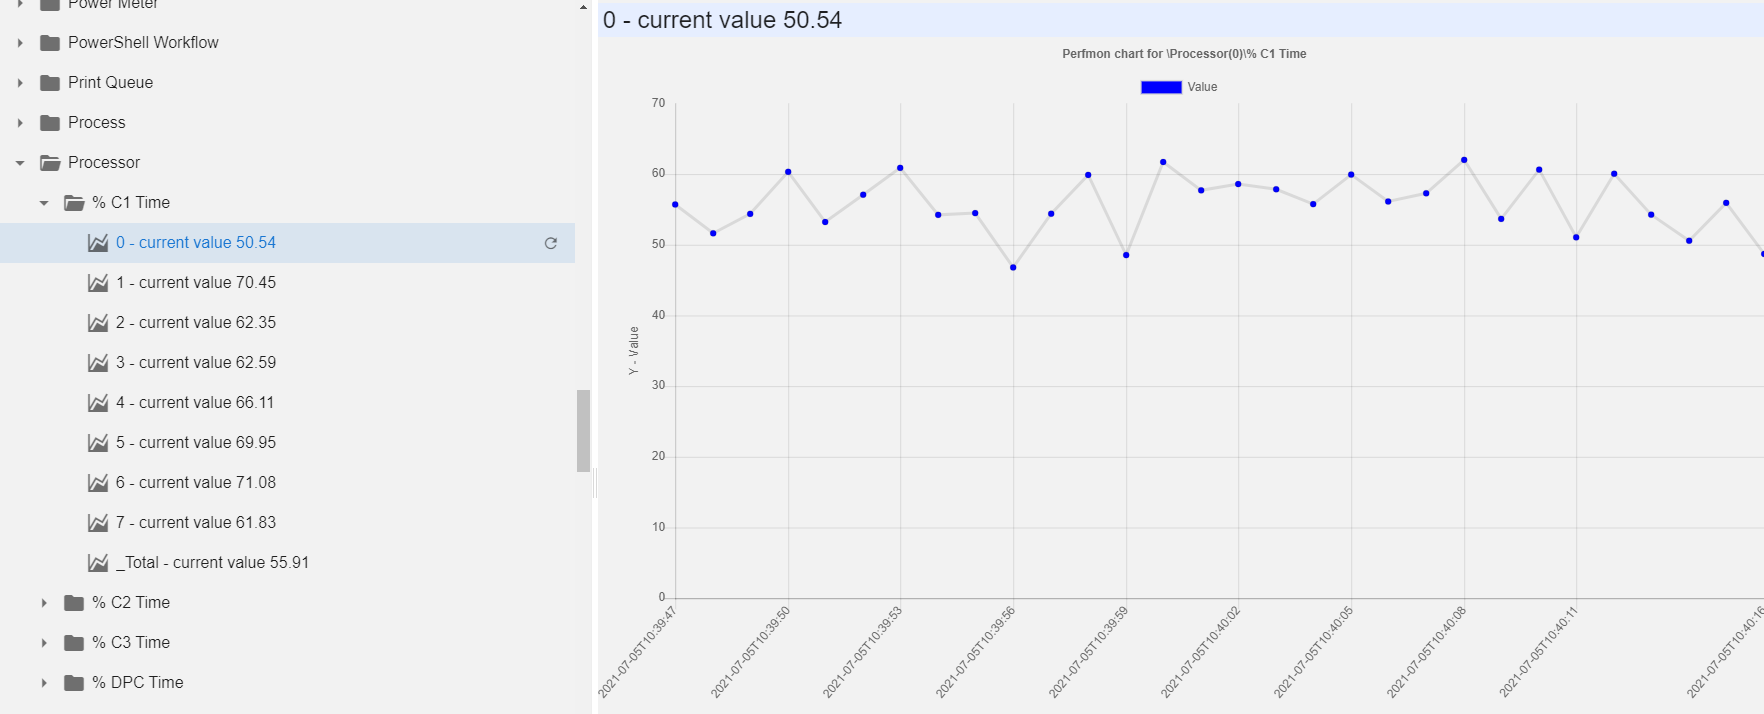 Power Meter
PowerShell Workflow
Print Queue
Process
Processor
% C1 Time
0 - current value 50.54
1 - current value 70.45
2 - current value 62.35
3 - current value 62.59
4 - current value 66.11
5 - current value 69.95
6 - current value 71.08
7 - current value 61.83
_Total - current value 55.91
% C2 Time
% C3 Time
% DPC Time
0 - current value 50.54
Perfmon chart for \Processor(0)\% C1 Time
Value
70
60
50
40
30
20
10
0
Y - Value
2021-07-05T10:39:47
2021-07-05T10:39:50
2021-07-05T10:39:53
2021-07-05T10:39:56
2021-07-05T10:39:59
2021-07-05T10:40:02
2021-07-05T10:40:05
2021-07-05T10:40:08
2021-07-05T10:40:11
2021-07-05T10:40:16